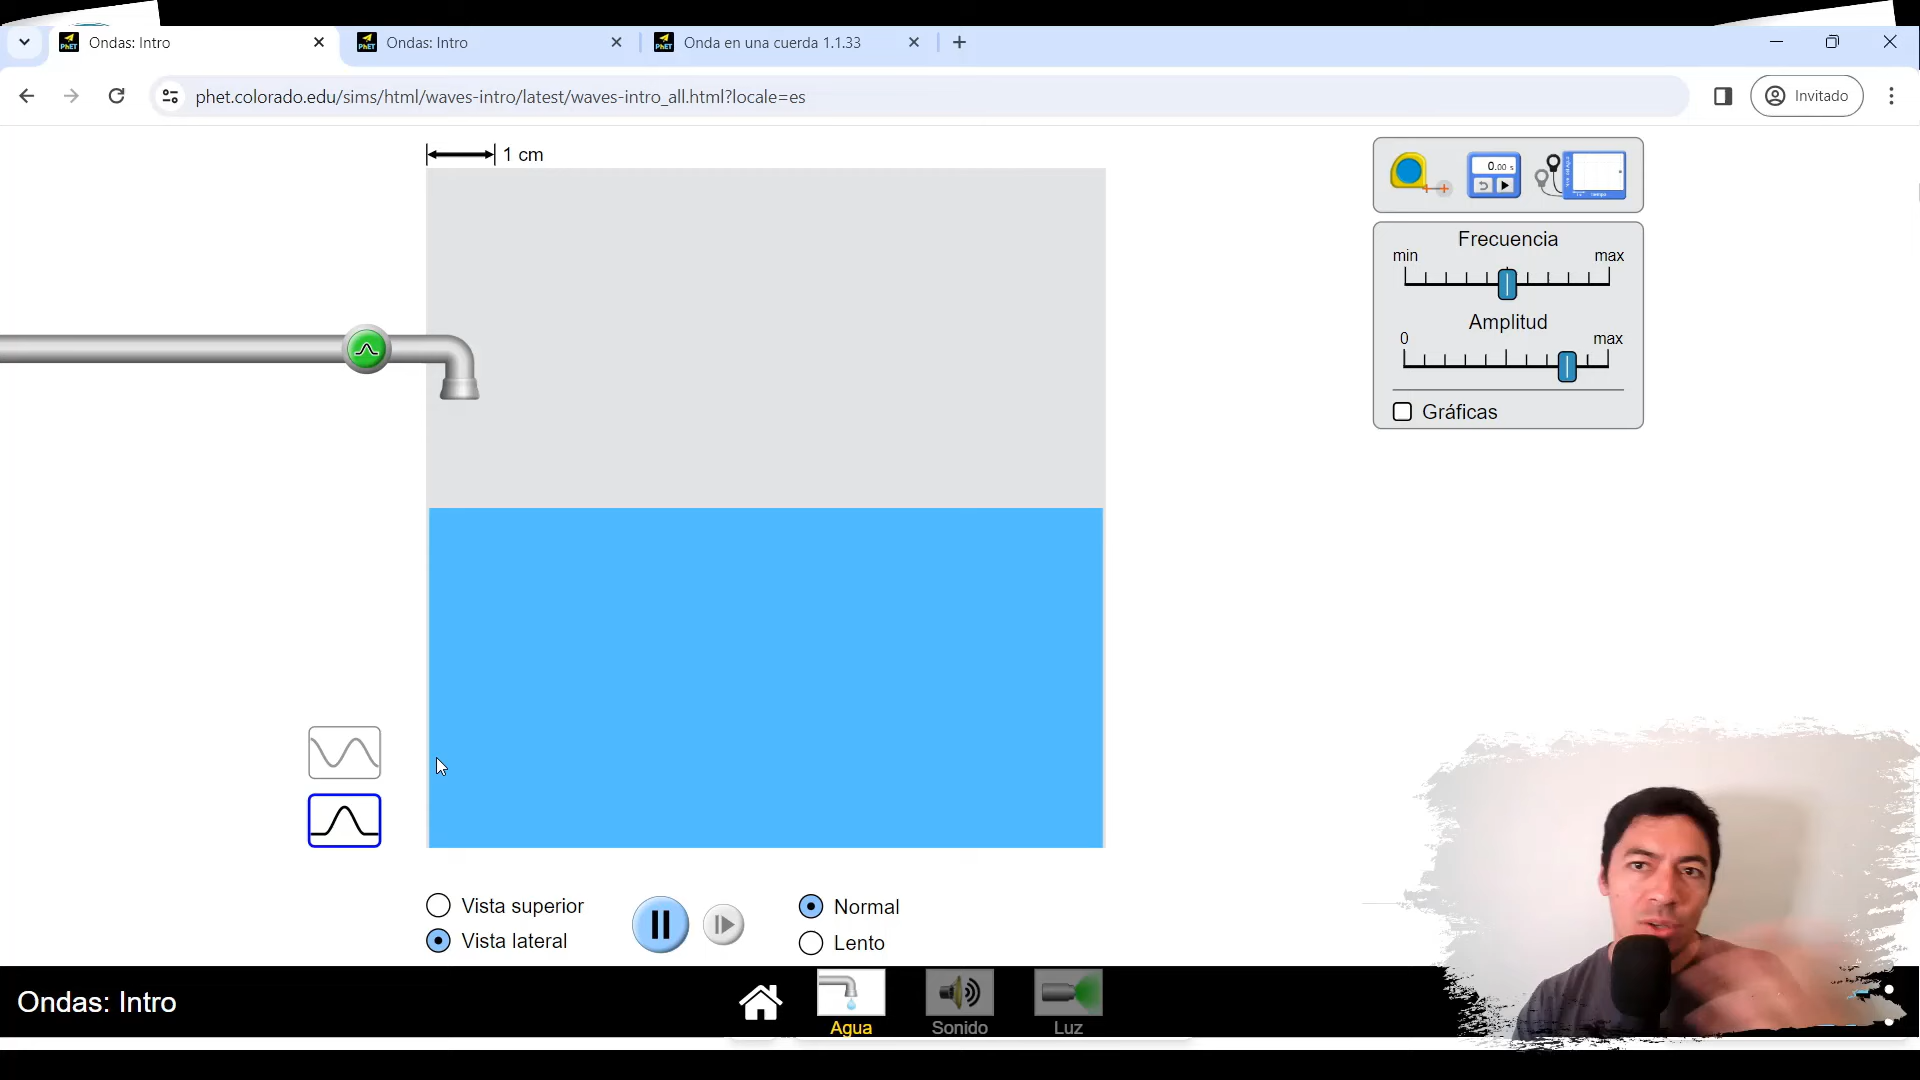 Ondas: Intro
Ondas: Intro
Onda en una cuerda 1.1.33
phet.colorado.edu/sims/html/waves-intro/latest/waves-intro_all.html?locale=es
Invitado
1 cm
0.00 s
Frecuencia
min max
Amplitud
0 max
Gráficas
Vista superior
Vista lateral
Normal
Lento
Ondas: Intro
Agua
Sonido
Luz